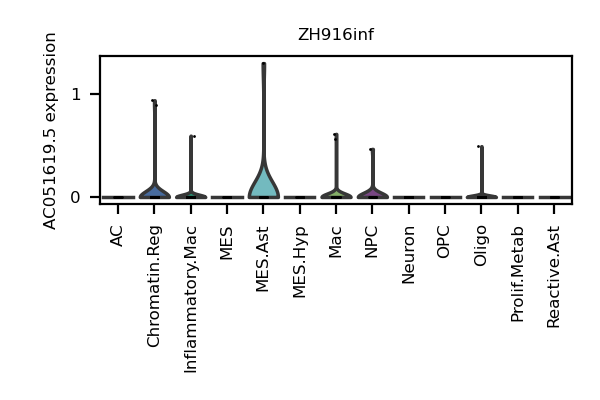 ZH916inf
AC051619.5 expression
1
0
AC
Chromatin.Reg
Inflammatory.Mac
MES
MES.Ast
MES.Hyp
Mac
NPC
Neuron
OPC
Oligo
Prolif.Metab
Reactive.Ast